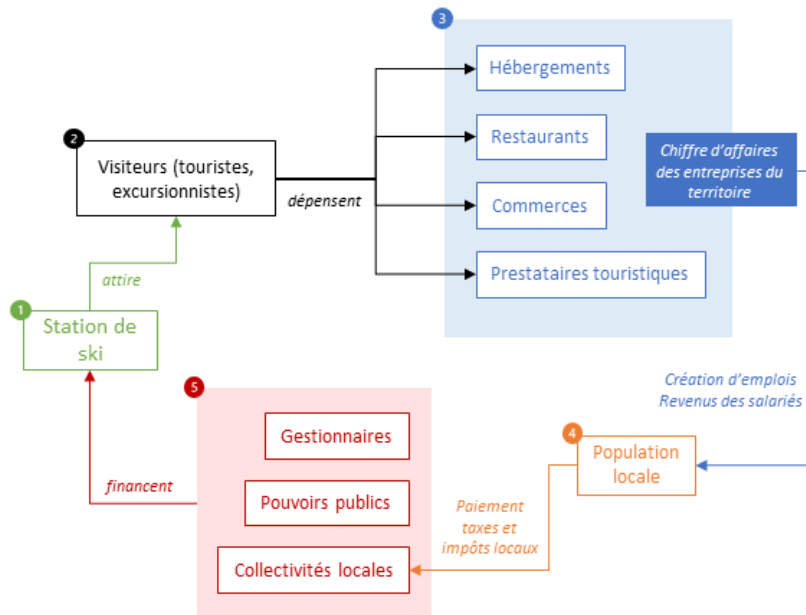 3
Hébergements
2
Visiteurs (touristes,
excursionnistes)
dépensent
Restaurants
Chiffre d'affaires
des entreprises du
territoire
Commerces
Prestataires touristiques
attire
1
Station de
ski
5
Gestionnaires
Création d'emplois
Revenus des salariés
4
Population
locale
financent
Pouvoirs publics
Paiement
taxes et
impôts locaux
Collectivités locales